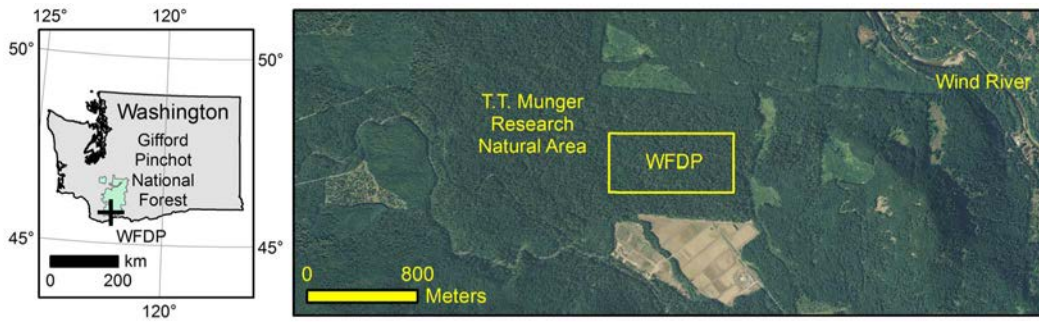 125°
120°
50°
50°
Washington
Gifford
Pinchot
National
Forest
WFDP
45°
45°
km
0 200
120°
T.T. Munger
Research
Natural Area
WFDP
Wind River
0 800
Meters